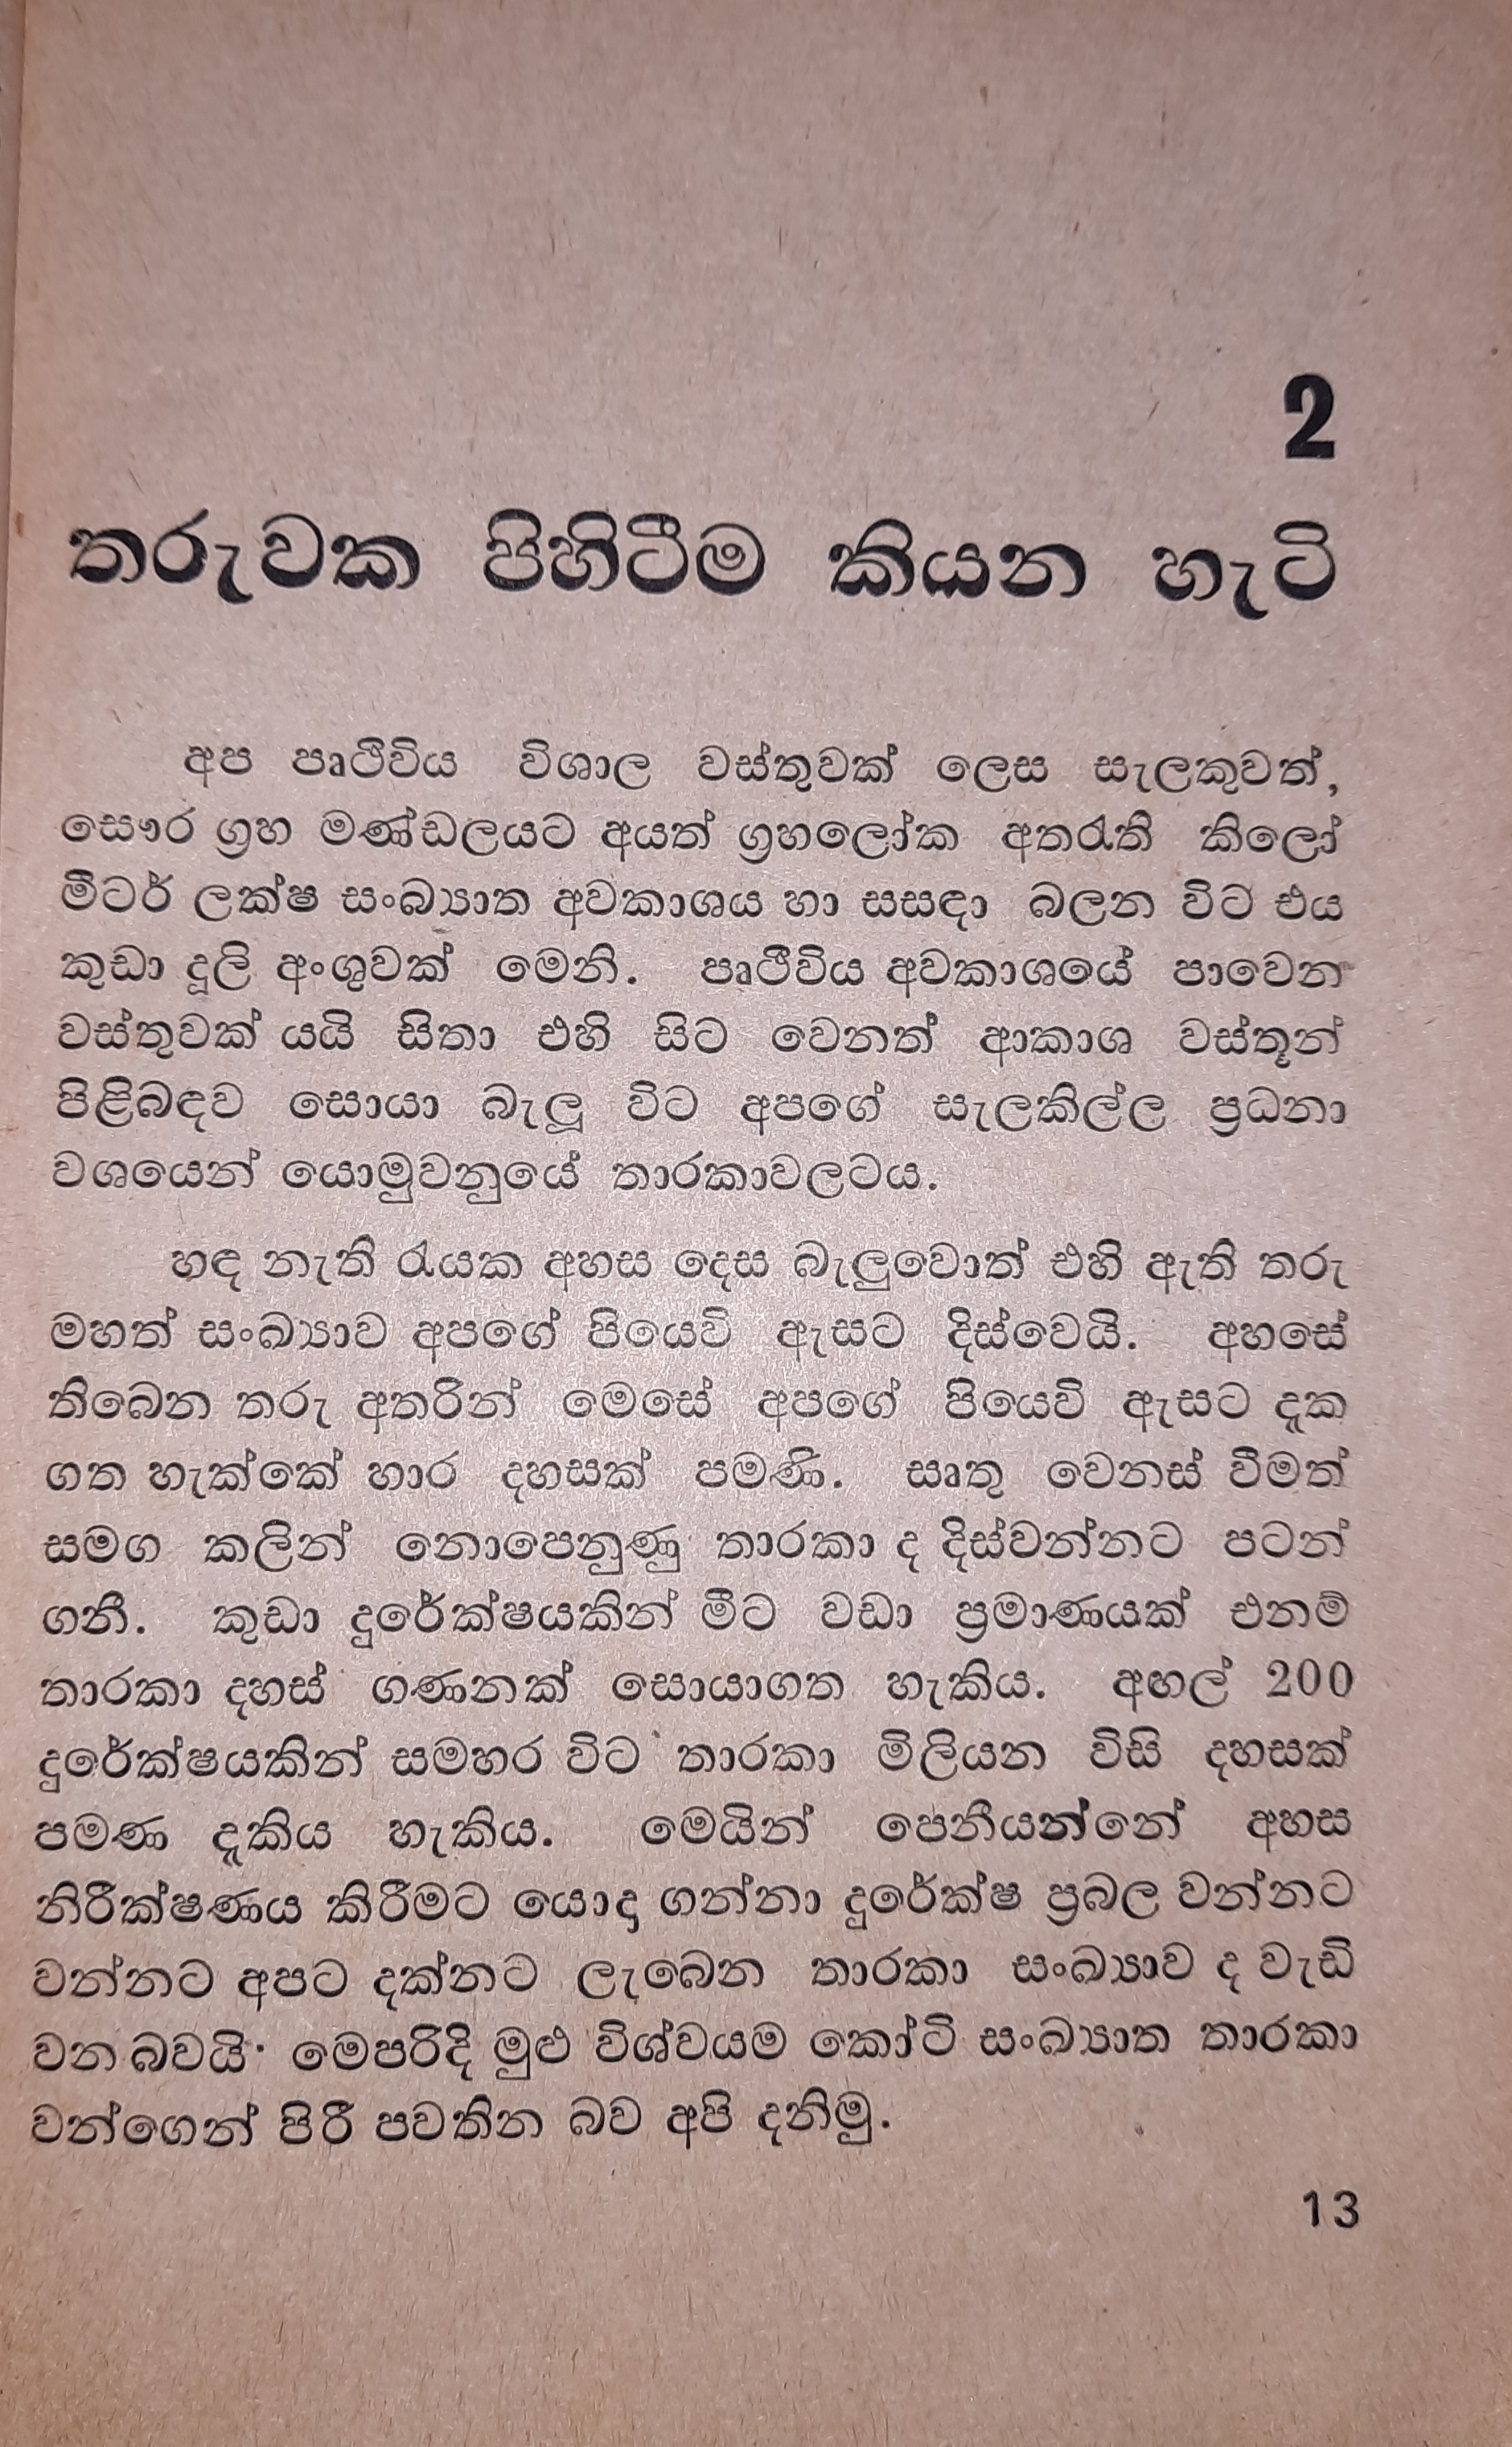 2
තරුවක පිහිටීම කියන හැටි
අප පෘථිවිය විශාල වස්තුවක් ලෙස සැලකුවත්,
සෞර ග්‍රහ මණ්ඩලයට අයත් ග්‍රහලෝක අතරැති කිලෝ
මීටර් ලක්ෂ සංඛ්‍යාත අවකාශය හා සසඳා බලන විට එය
කුඩා දූලි අංශුවක් මෙනි. පෘථිවිය අවකාශයේ පාවෙන
වස්තුවක් යයි සිතා එහි සිට වෙනත් ආකාශ වස්තූන්
පිළිබඳව සොයා බැලූ විට අපගේ සැලකිල්ල ප්‍රධනා
වශයෙන් යොමුවනුයේ තාරකාවලටය.
හඳ නැති රැයක අහස දෙස බැලුවොත් එහි ඇති තරු
මහත් සංඛ්‍යාව අපගේ පියෙවි ඇසට දිස්වෙයි. අහසේ
තිබෙන තරු අතරින් මෙසේ අපගේ පියෙවි ඇසට දැක
ගත හැක්කේ හාර දහසක් පමණි. සෘතු වෙනස් වීමත්
සමග කලින් නොපෙනුණු තාරකා ද දිස්වන්නට පටන්
ගනී. කුඩා දුරේක්ෂයකින් මීට වඩා ප්‍රමාණයක් එනම්
තාරකා දහස් ගණනක් සොයාගත හැකිය. අඟල් 200
දුරේක්ෂයකින් සමහර විට තාරකා මිලියන විසි දහසක්
පමණ දැකිය හැකිය. මෙයින් පෙනීයන්නේ අහස
නිරීක්ෂණය කිරීමට යොදා ගන්නා දුරේක්ෂ ප්‍රබල වන්නට
වන්නට අපට දක්නට ලැබෙන තාරකා සංඛ්‍යාව ද වැඩි
වන බවයි. මෙපරිදි මුළු විශ්වයම කෝටි සංඛ්‍යාත තාරකා
වන්ගෙන් පිරී පවතින බව අපි දනිමු.
13